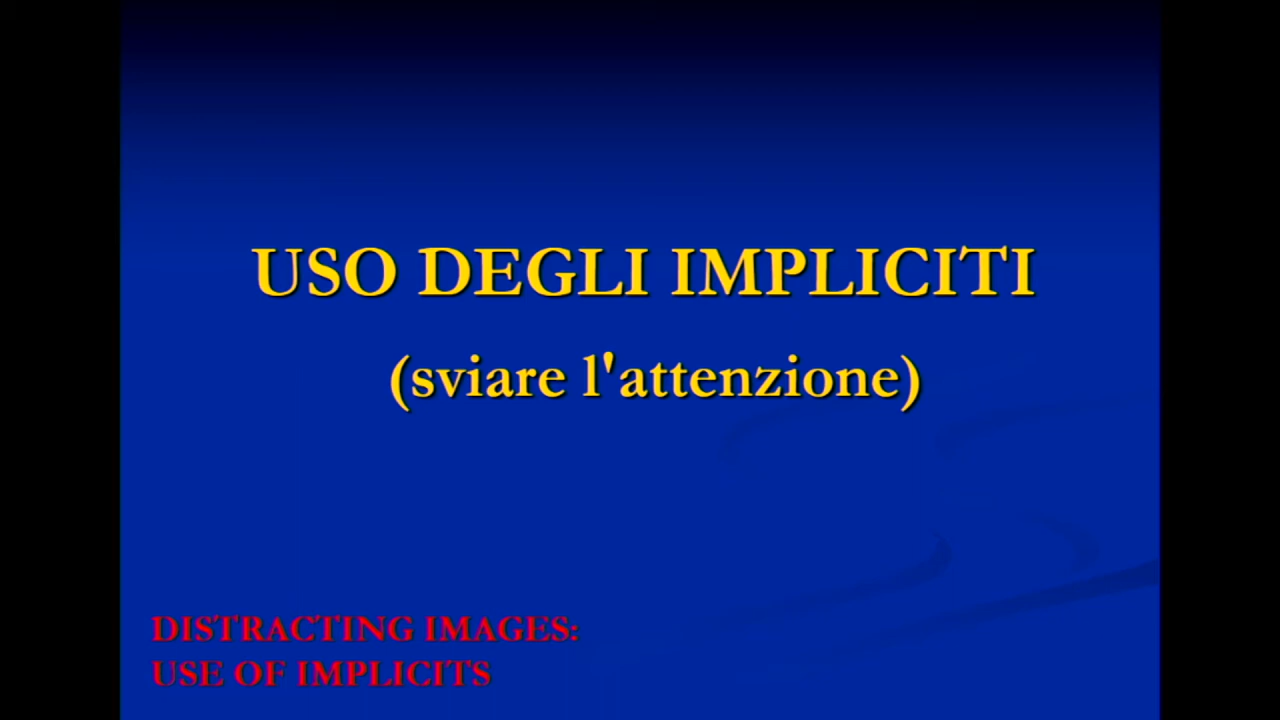 USO DEGLI IMPLICITI
(sviare l'attenzione)
DISTRACTING IMAGES:
USE OF IMPLICITS